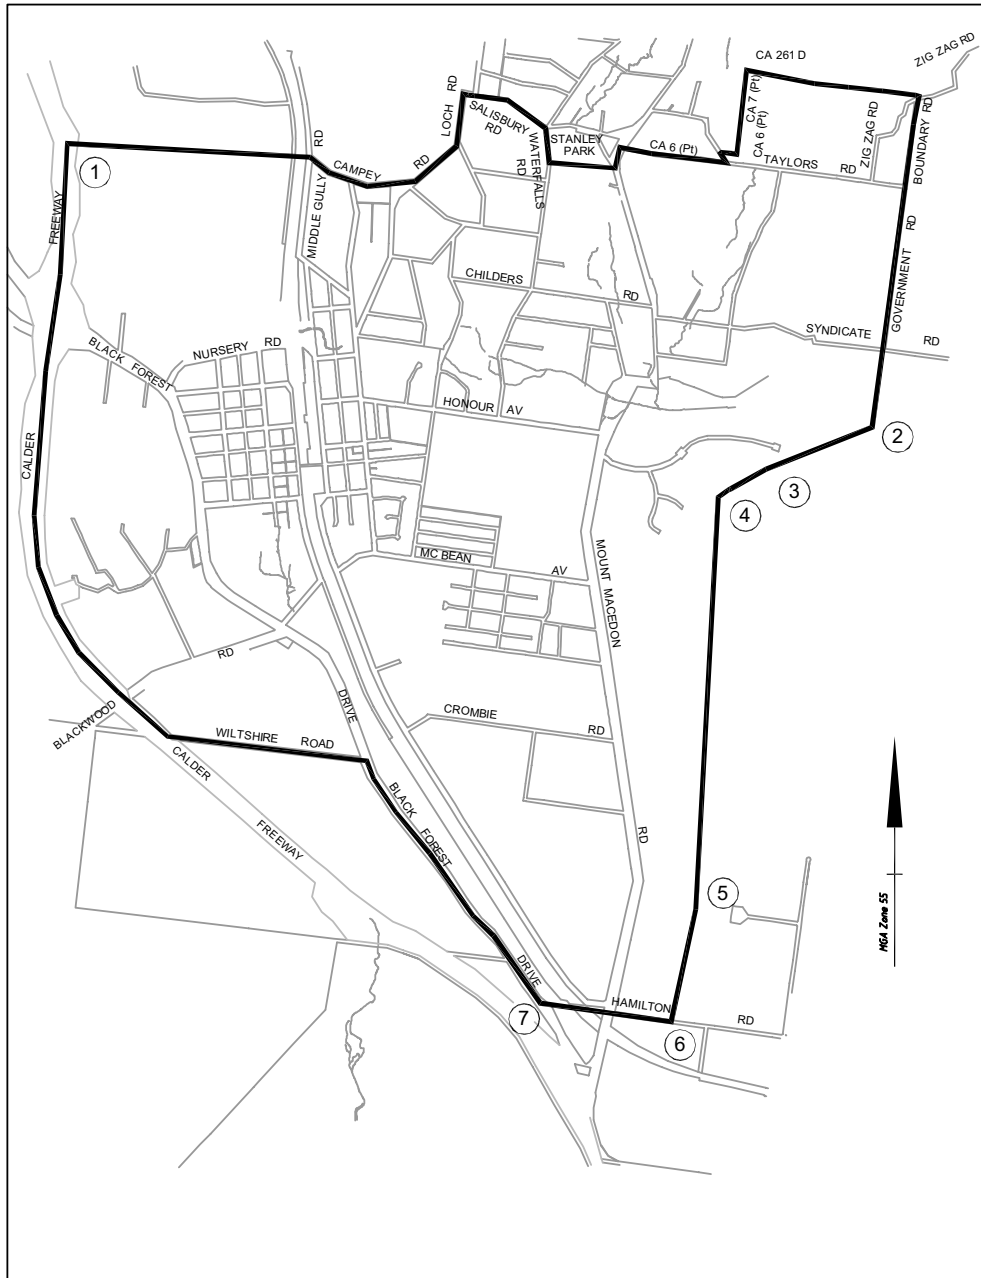 CA 261 D
ZIG ZAG RD
LOCH RD
SALISBURY RD
WATERFALLS RD
STANLEY PARK
CA 6 (Pt)
CA 7 (Pt)
CA 6 (Pt)
TAYLORS RD
ZIG ZAG RD
BOUNDARY RD
GOVERNMENT RD
1
FREEWAY
MIDDLE GULLY RD
CAMPEY RD
CHILDERS RD
SYNDICATE RD
BLACK FOREST
NURSERY RD
HONOUR AV
2
3
4
CALDER
MC BEAN AV
MOUNT MACEDON RD
RD
DRIVE
CROMBIE RD
BLACKWOOD
WILTSHIRE ROAD
CALDER FREEWAY
BLACK FOREST DRIVE
5
MGA Zone 55
HAMILTON RD
7
6